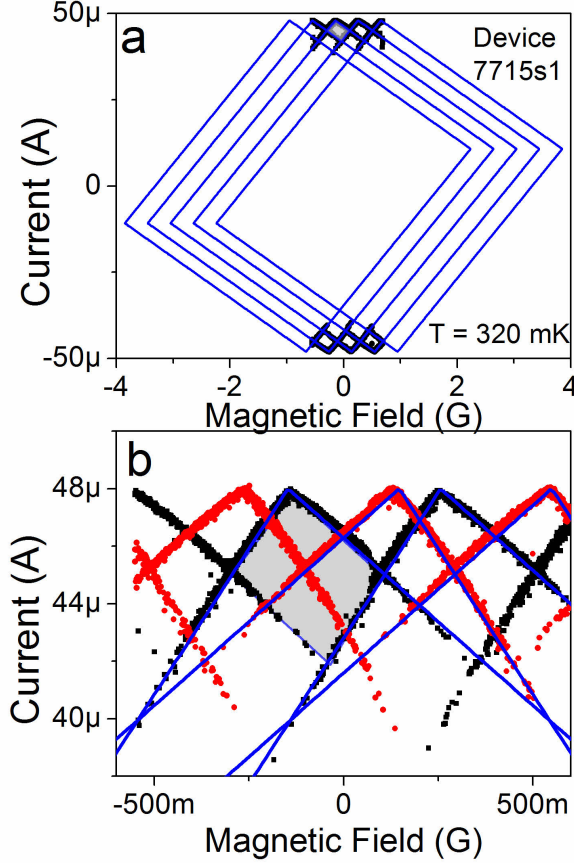 a
Device
7715s1
50µ
0
-50µ
Current (A)
T = 320 mK
-4
-2
0
2
4
Magnetic Field (G)
b
48µ
44µ
40µ
Current (A)
-500m
0
500m
Magnetic Field (G)